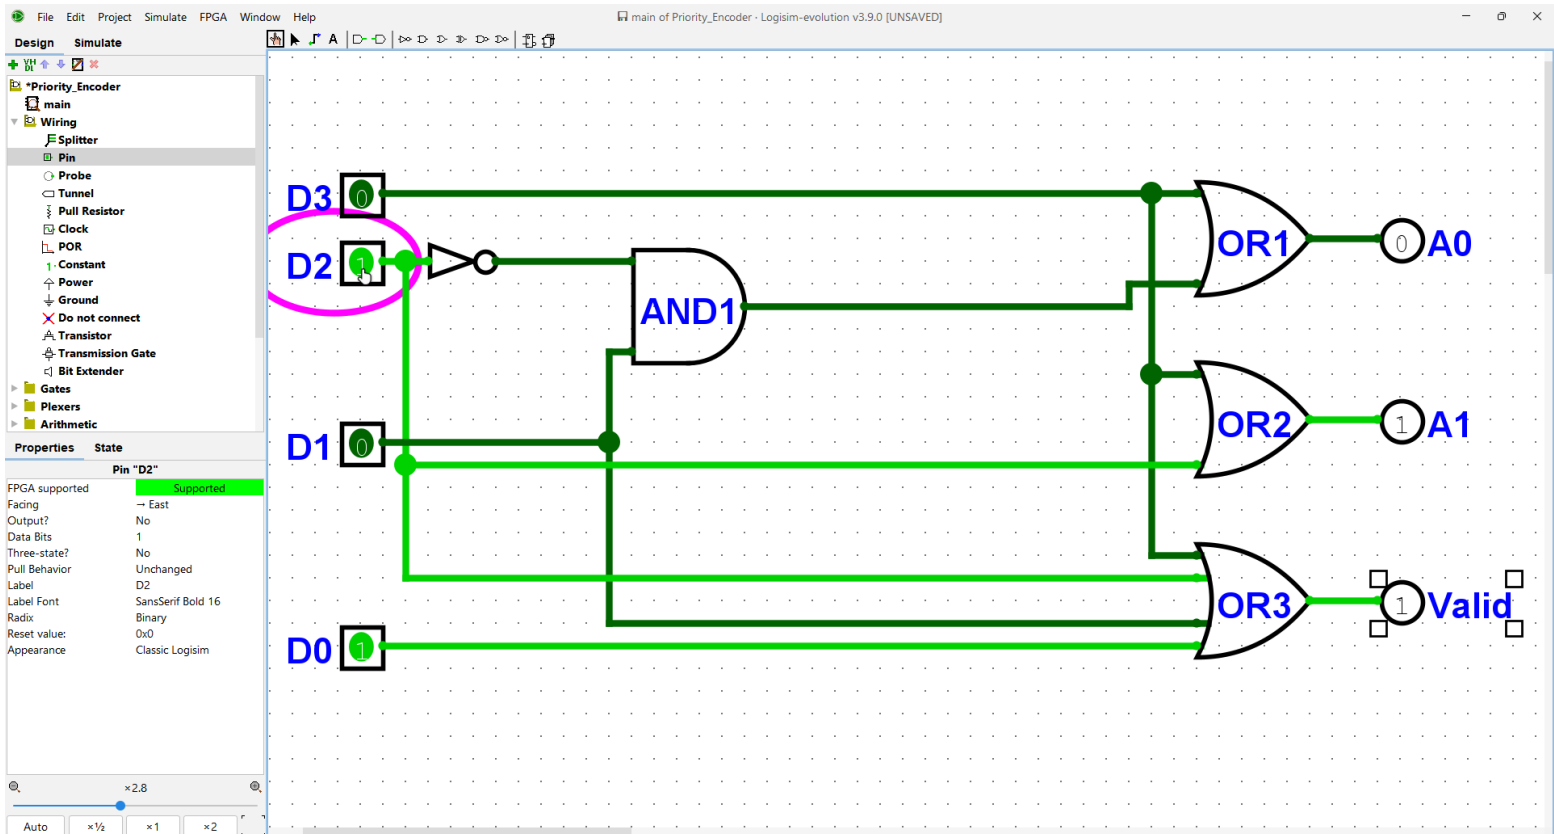 File Edit Project Simulate FPGA Window Help
main of Priority_Encoder · Logisim-evolution v3.9.0 [UNSAVED]
Design Simulate
A
VH
DL
*Priority_Encoder
main
Wiring
Splitter
Pin
Probe
Tunnel
Pull Resistor
Clock
POR
1 Constant
Power
Ground
Do not connect
Transistor
Transmission Gate
Bit Extender
Gates
Plexers
Arithmetic
Properties State
Pin "D2"
FPGA supported Supported
Facing → East
Output? No
Data Bits 1
Three-state? No
Pull Behavior Unchanged
Label D2
Label Font SansSerif Bold 16
Radix Binary
Reset value: 0x0
Appearance Classic Logisim
×2.8
Auto ×½ ×1 ×2
D3 0
D2 1
AND1
D1 0
D0 1
OR1 0 A0
OR2 1 A1
OR3 1 Valid